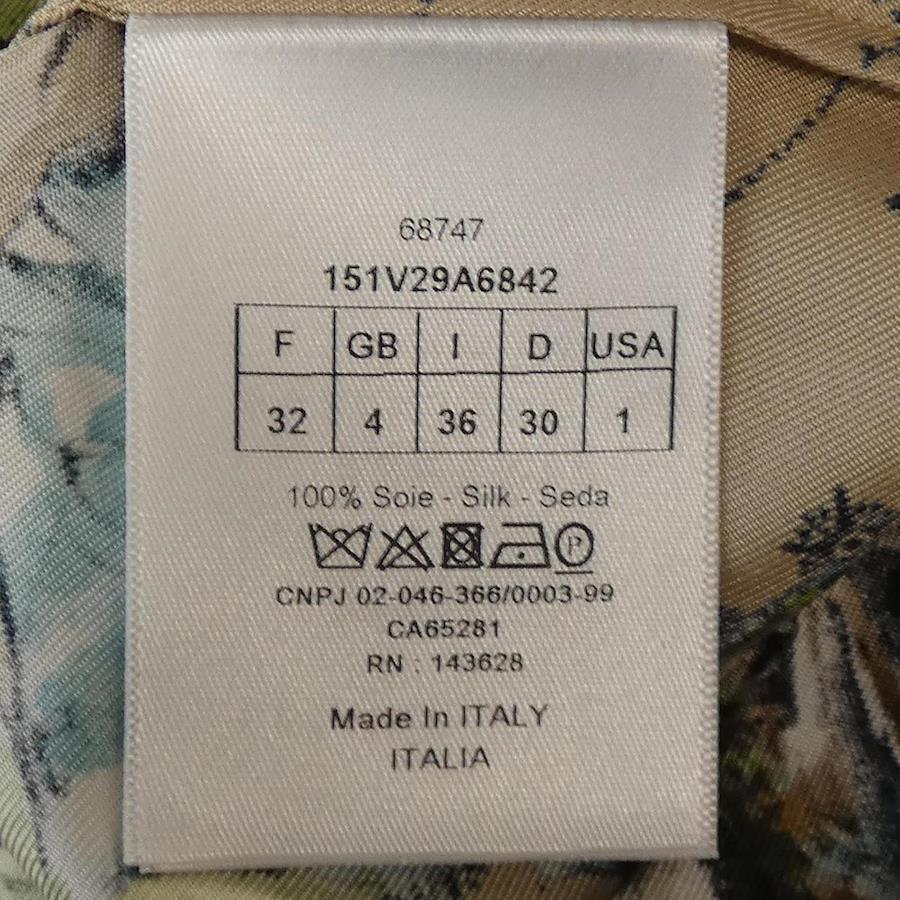 68747
151V29A6842
F GB I D USA
32 4 36 30 1
100% Soie - Silk - Seda
P
CNPJ 02-046-366/0003-99
CA65281
RN : 143628
Made In ITALY
ITALIA